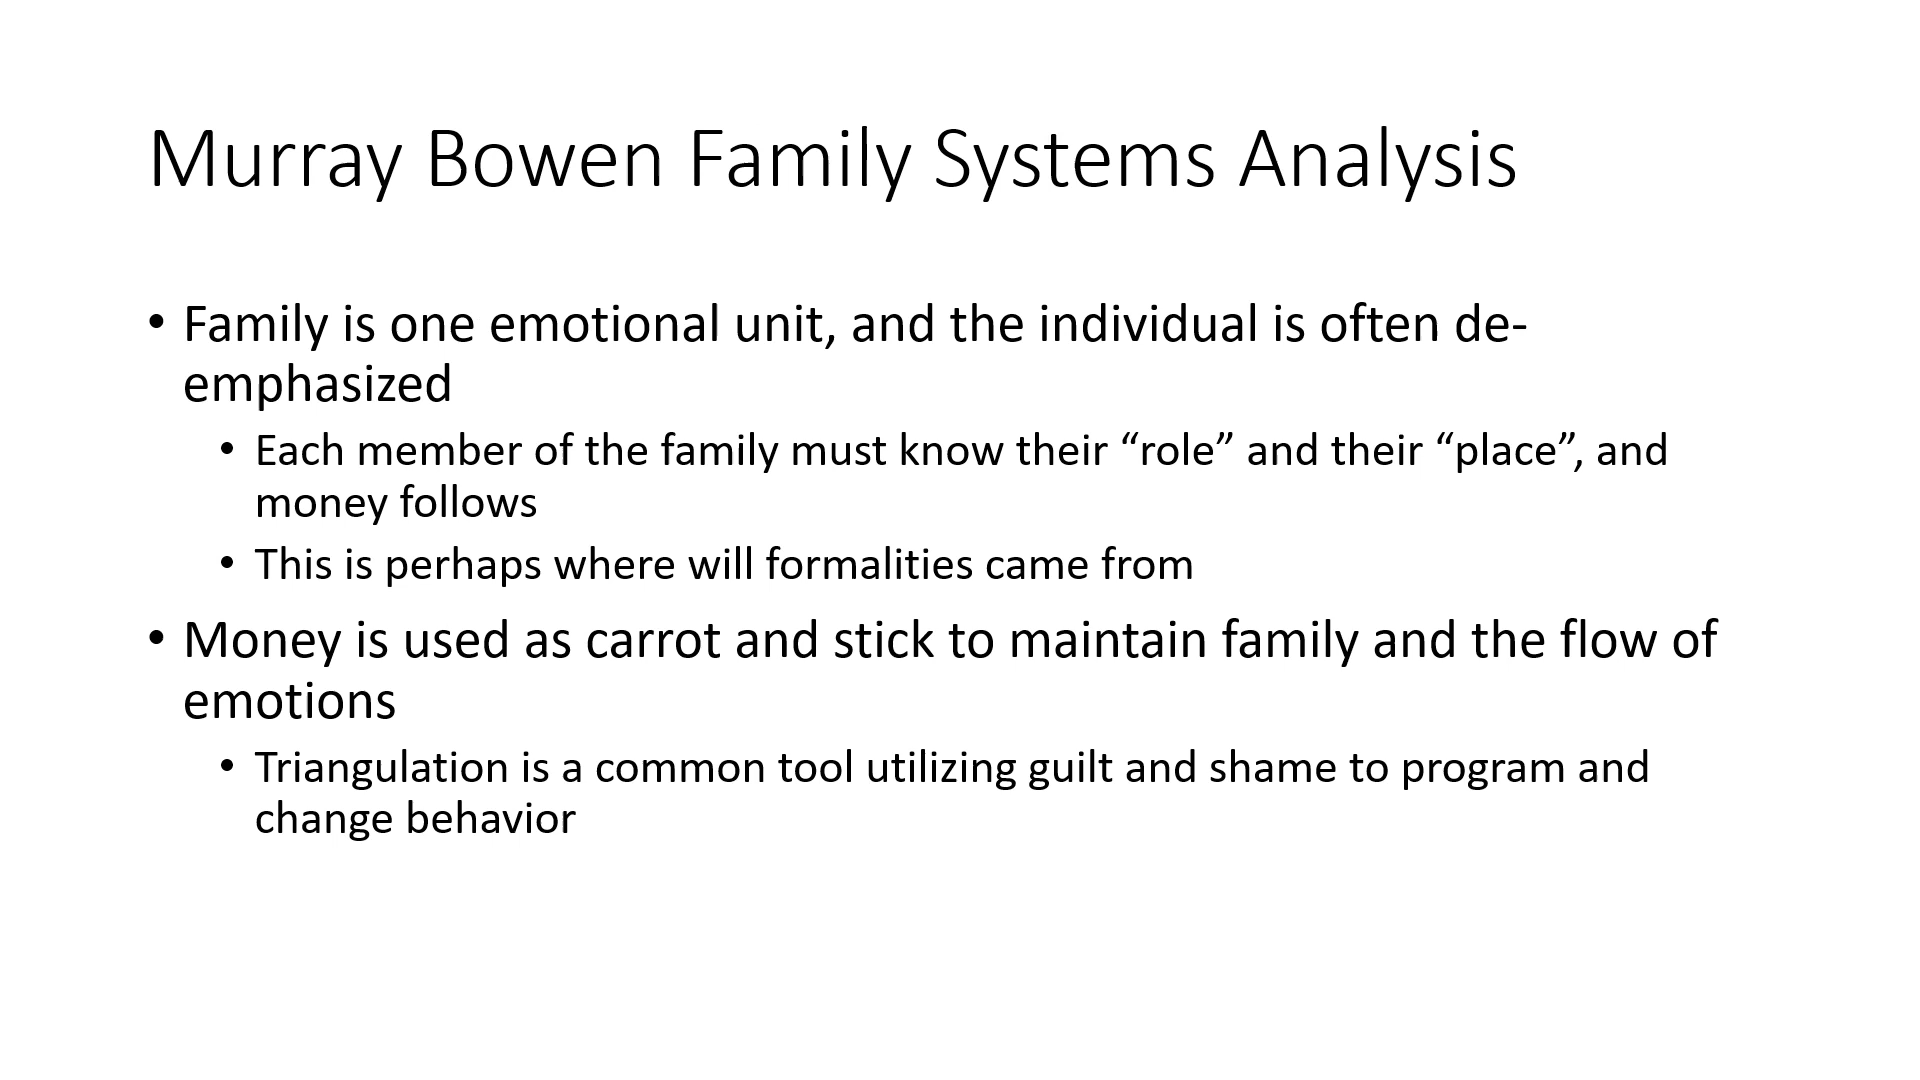 Murray Bowen Family Systems Analysis
• Family is one emotional unit, and the individual is often de-
emphasized
• Each member of the family must know their “role” and their “place”, and
money follows
• This is perhaps where will formalities came from
• Money is used as carrot and stick to maintain family and the flow of
emotions
• Triangulation is a common tool utilizing guilt and shame to program and
change behavior